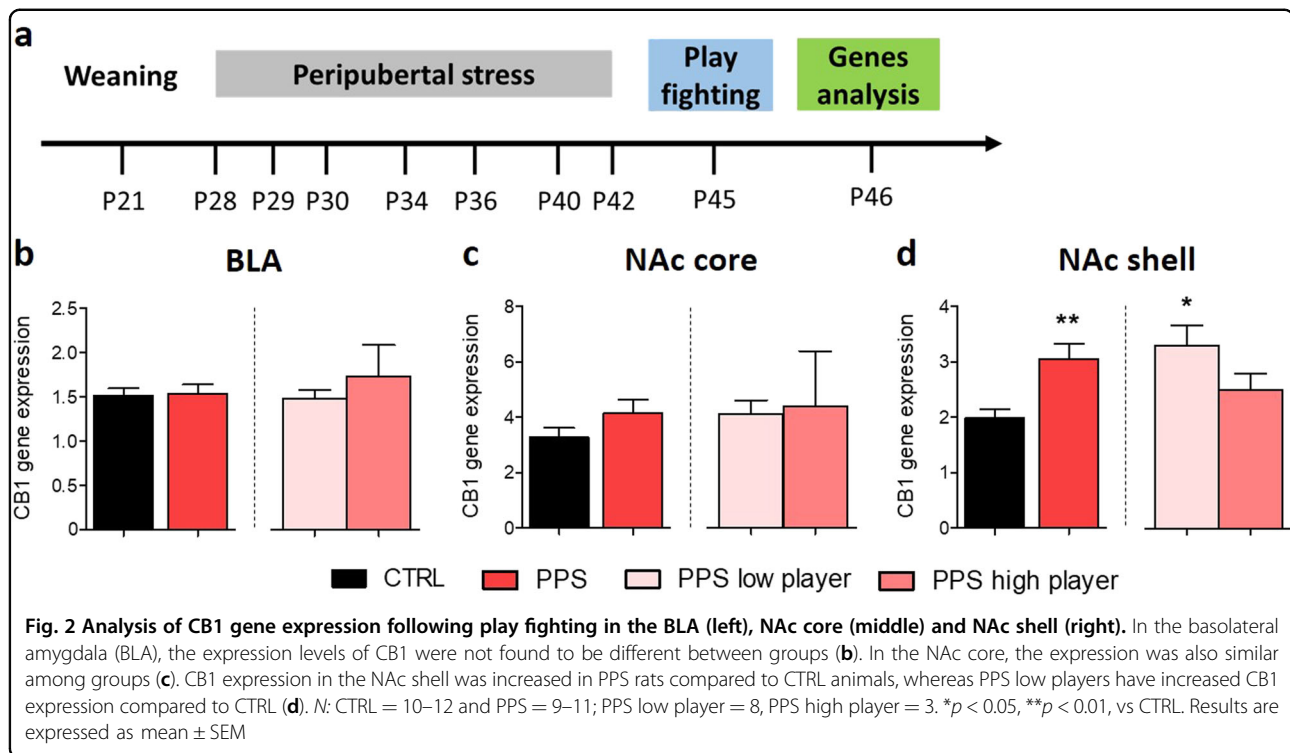 a
Weaning
Peripubertal stress
Play
fighting
Genes
analysis
P21 P28 P29 P30 P34 P36 P40 P42 P45 P46
b BLA
CB1 gene expression
2.5
2.0
1.5
1.0
0.5
0
c NAc core
CB1 gene expression
8
6
4
2
0
d NAc shell
CB1 gene expression
4
3
2
1
0
**
*
CTRL PPS PPS low player PPS high player
Fig. 2 Analysis of CB1 gene expression following play fighting in the BLA (left), NAc core (middle) and NAc shell (right). In the basolateral
amygdala (BLA), the expression levels of CB1 were not found to be different between groups (b). In the NAc core, the expression was also similar
among groups (c). CB1 expression in the NAc shell was increased in PPS rats compared to CTRL animals, whereas PPS low players have increased CB1
expression compared to CTRL (d). N: CTRL = 10–12 and PPS = 9–11; PPS low player = 8, PPS high player = 3. *p < 0.05, **p < 0.01, vs CTRL. Results are
expressed as mean ± SEM